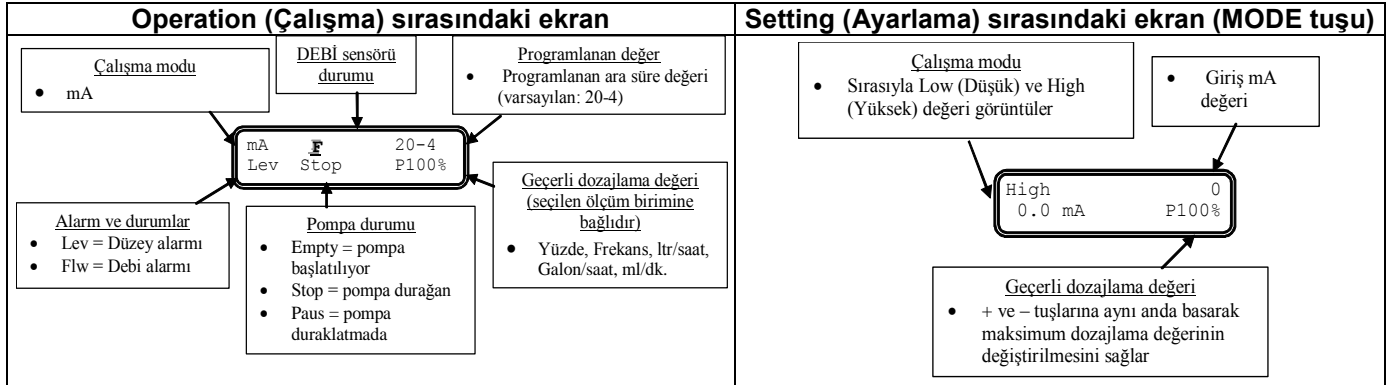 Operation (Çalışma) sırasındaki ekran
Çalışma modu
• mA
DEBİ sensörü
durumu
Programlanan değer
• Programlanan ara süre değeri
(varsayılan: 20-4)
mA F 20-4
Lev Stop P100%
Alarm ve durumlar
• Lev = Düzey alarmı
• Flw = Debi alarmı
Pompa durumu
• Empty = pompa
başlatılıyor
• Stop = pompa durağan
• Paus = pompa
duraklatmada
Geçerli dozajlama değeri
(seçilen ölçüm birimine
bağlıdır)
• Yüzde, Frekans, ltr/saat,
Galon/saat, ml/dk.
Setting (Ayarlama) sırasındaki ekran (MODE tuşu)
Çalışma modu
• Sırasıyla Low (Düşük) ve High
(Yüksek) değeri görüntüler
• Giriş mA
değeri
High 0
0.0 mA P100%
Geçerli dozajlama değeri
• + ve – tuşlarına aynı anda basarak
maksimum dozajlama değerinin
değiştirilmesini sağlar